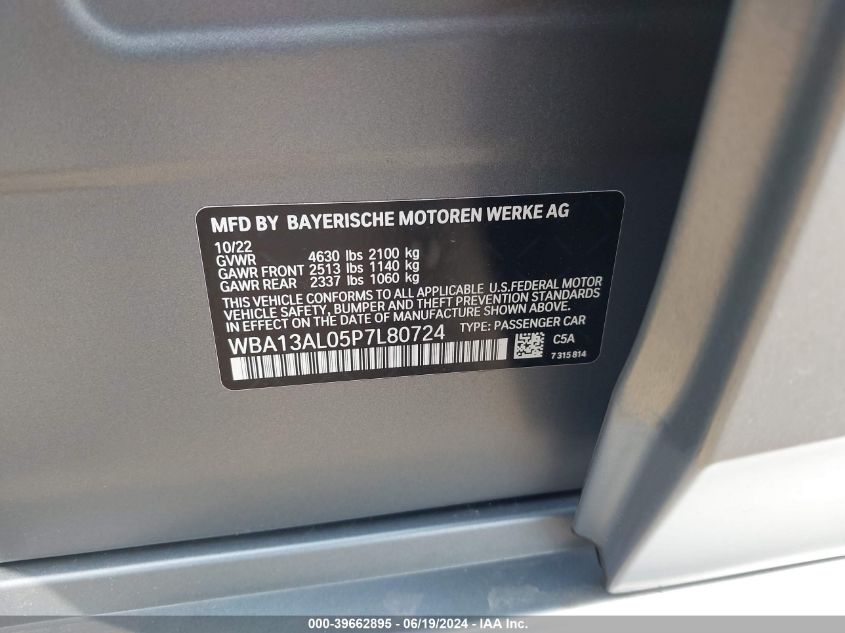 MFD BY BAYERISCHE MOTOREN WERKE AG
10/22
GVWR 4630 lbs 2100 kg
GAWR FRONT 2513 lbs 1140 kg
GAWR REAR 2337 lbs 1060 kg
THIS VEHICLE CONFORMS TO ALL APPLICABLE U.S.FEDERAL MOTOR
VEHICLE SAFETY, BUMPER AND THEFT PREVENTION STANDARDS
IN EFFECT ON THE DATE OF MANUFACTURE SHOWN ABOVE.
WBA13AL05P7L80724 TYPE: PASSENGER CAR
C5A
7 315 814
000-39662895 - 06/19/2024 - IAA Inc.